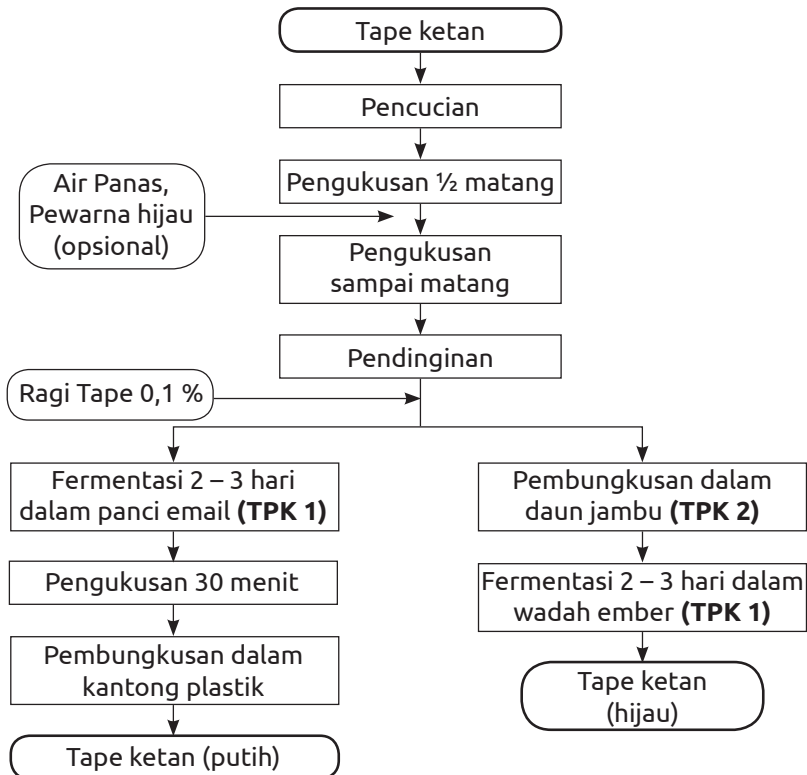 Tape ketan
Pencucian
Pengukusan ½ matang
Air Panas,
Pewarna hijau
(opsional)
Pengukusan
sampai matang
Pendinginan
Ragi Tape 0,1 %
Fermentasi 2 – 3 hari
dalam panci email (TPK 1)
Pengukusan 30 menit
Pembungkusan dalam
kantong plastik
Tape ketan (putih)
Pembungkusan dalam
daun jambu (TPK 2)
Fermentasi 2 – 3 hari dalam
wadah ember (TPK 1)
Tape ketan
(hijau)